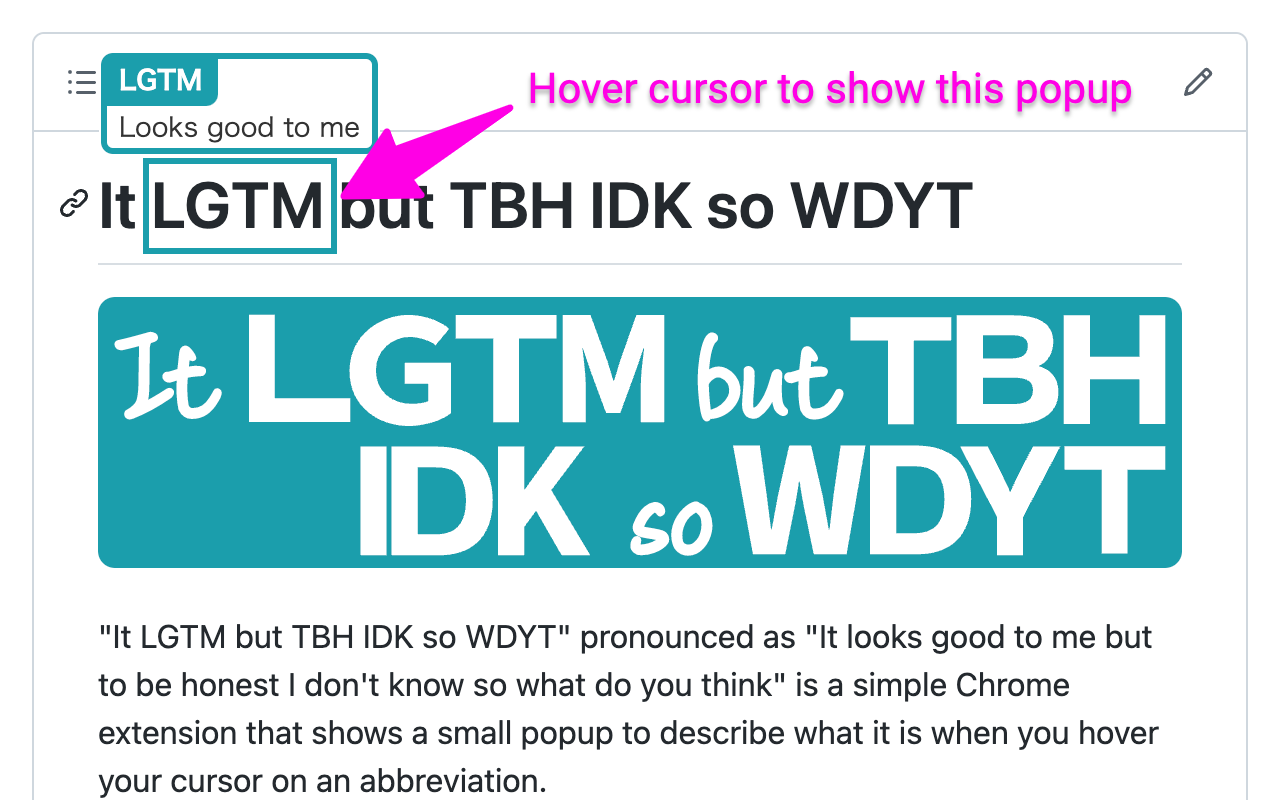 LGTM
Looks good to me
Hover cursor to show this popup
It LGTM but TBH IDK so WDYT
It LGTM but TBH
IDK so WDYT
"It LGTM but TBH IDK so WDYT" pronounced as "It looks good to me but
to be honest I don't know so what do you think" is a simple Chrome
extension that shows a small popup to describe what it is when you hover
your cursor on an abbreviation.